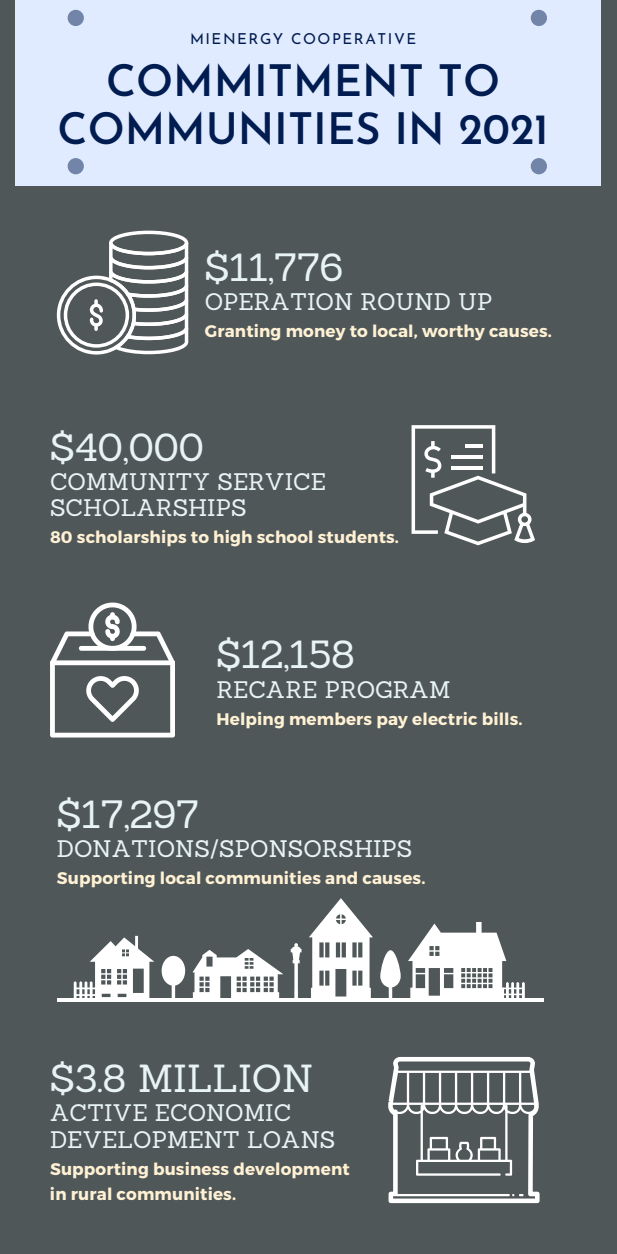 MIENERGY COOPERATIVE
COMMITMENT TO
COMMUNITIES IN 2021
$11,776
OPERATION ROUND UP
Granting money to local, worthy causes.
$40,000
COMMUNITY SERVICE
SCHOLARSHIPS
80 scholarships to high school students.
$12,158
RECARE PROGRAM
Helping members pay electric bills.
$17,297
DONATIONS/SPONSORSHIPS
Supporting local communities and causes.
$3.8 MILLION
ACTIVE ECONOMIC
DEVELOPMENT LOANS
Supporting business development
in rural communities.